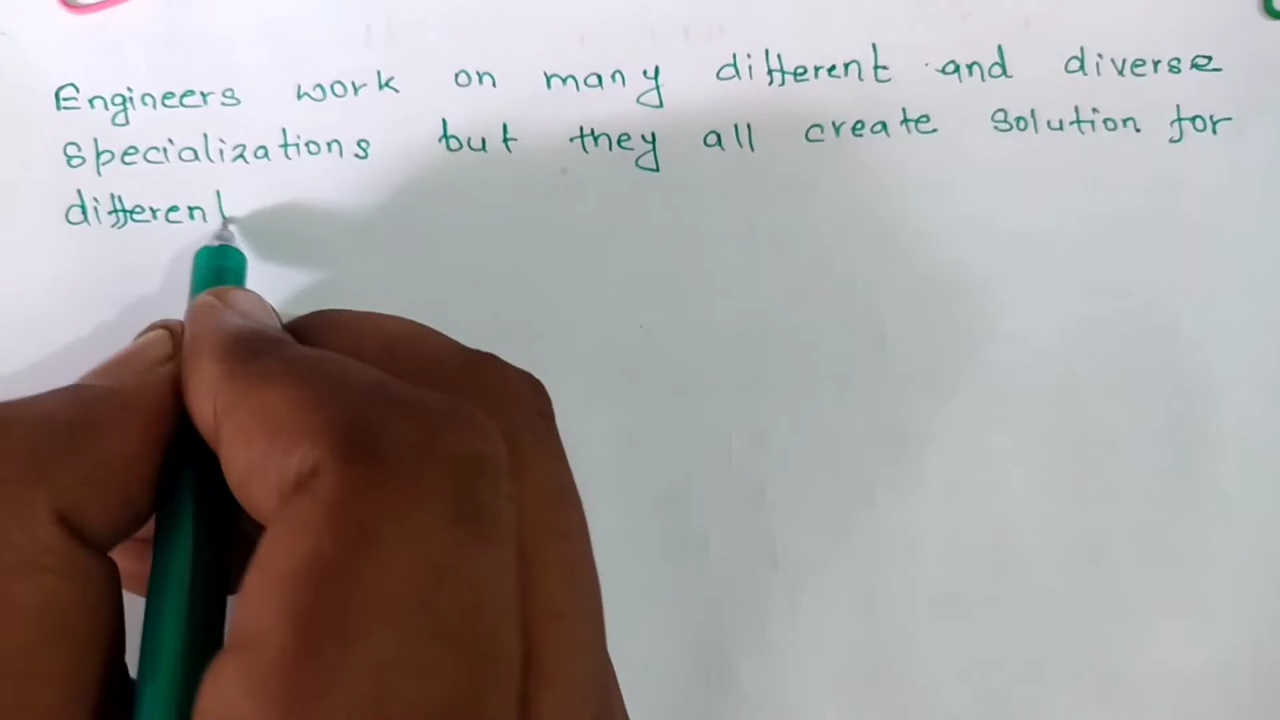 Engineers work on many different and diverse
specializations but they all create solution for
different